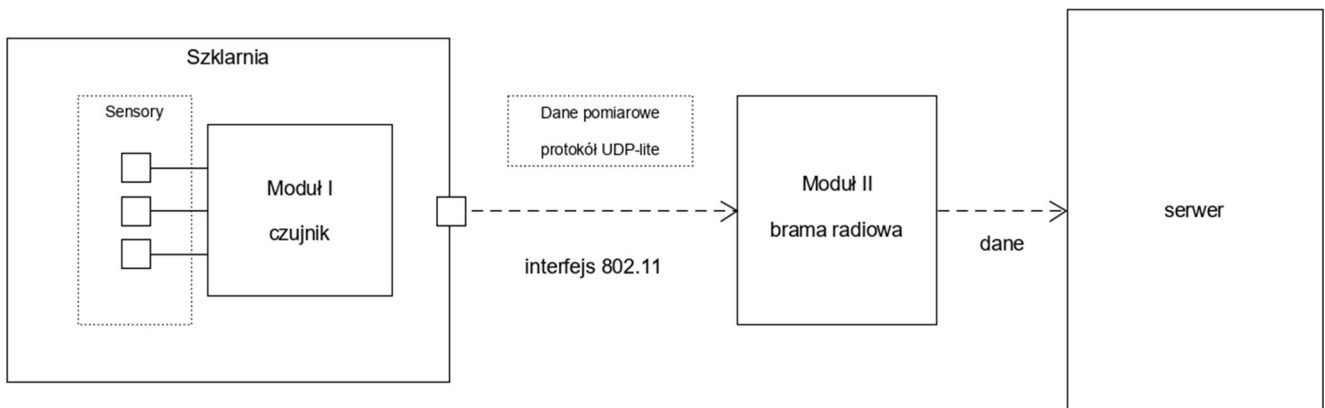 Szklarnia
Sensory
Moduł I
czujnik
Dane pomiarowe
protokół UDP-lite
interfejs 802.11
Moduł II
brama radiowa
dane
serwer